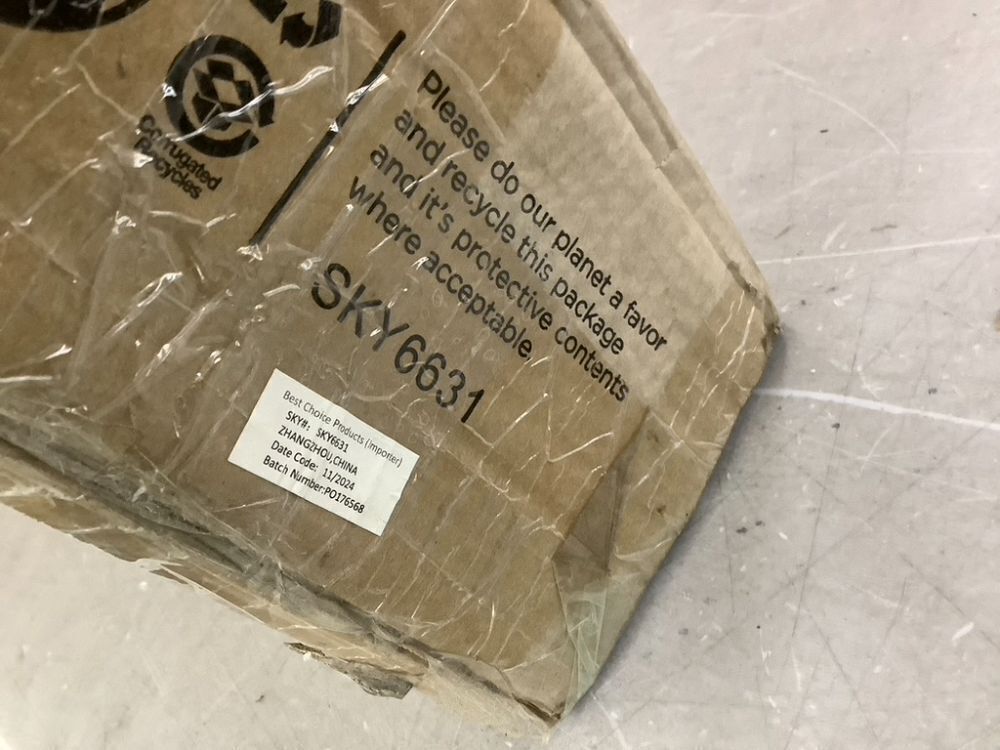 Corrugated
Recycles
Please do our planet a favor
and recycle this package
and it's protective contents
where acceptable.
SKY6631
Best Choice Products (Importer)
SKY#: SKY6631
ZHANGZHOU,CHINA
Date Code: 11/2024
Batch Number:PO176568